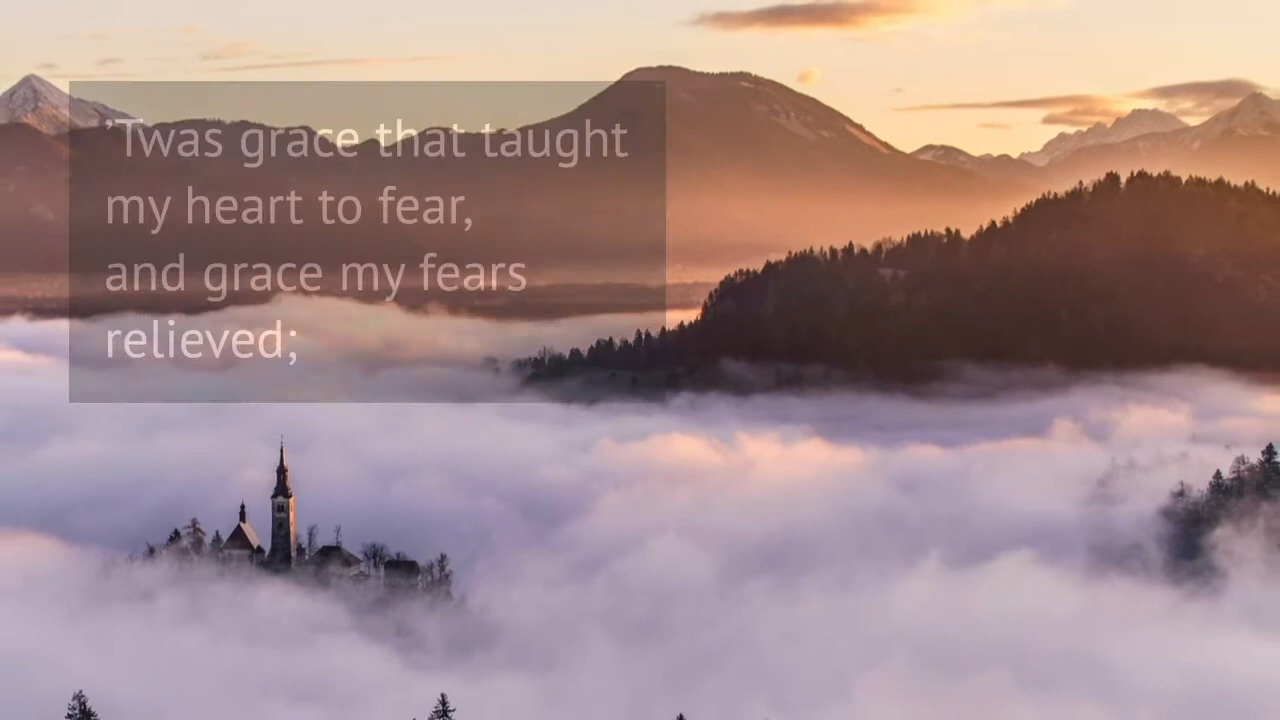 ’Twas grace that taught
my heart to fear,
and grace my fears
relieved;